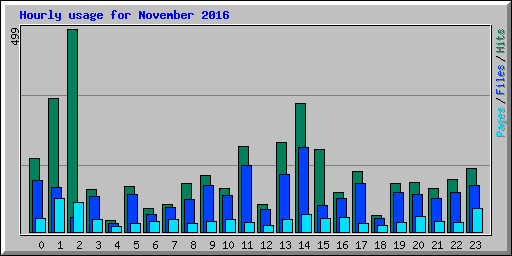 Hourly usage for November 2016
499
Pages / Files / Hits
0 1 2 3 4 5 6 7 8 9 10 11 12 13 14 15 16 17 18 19 20 21 22 23